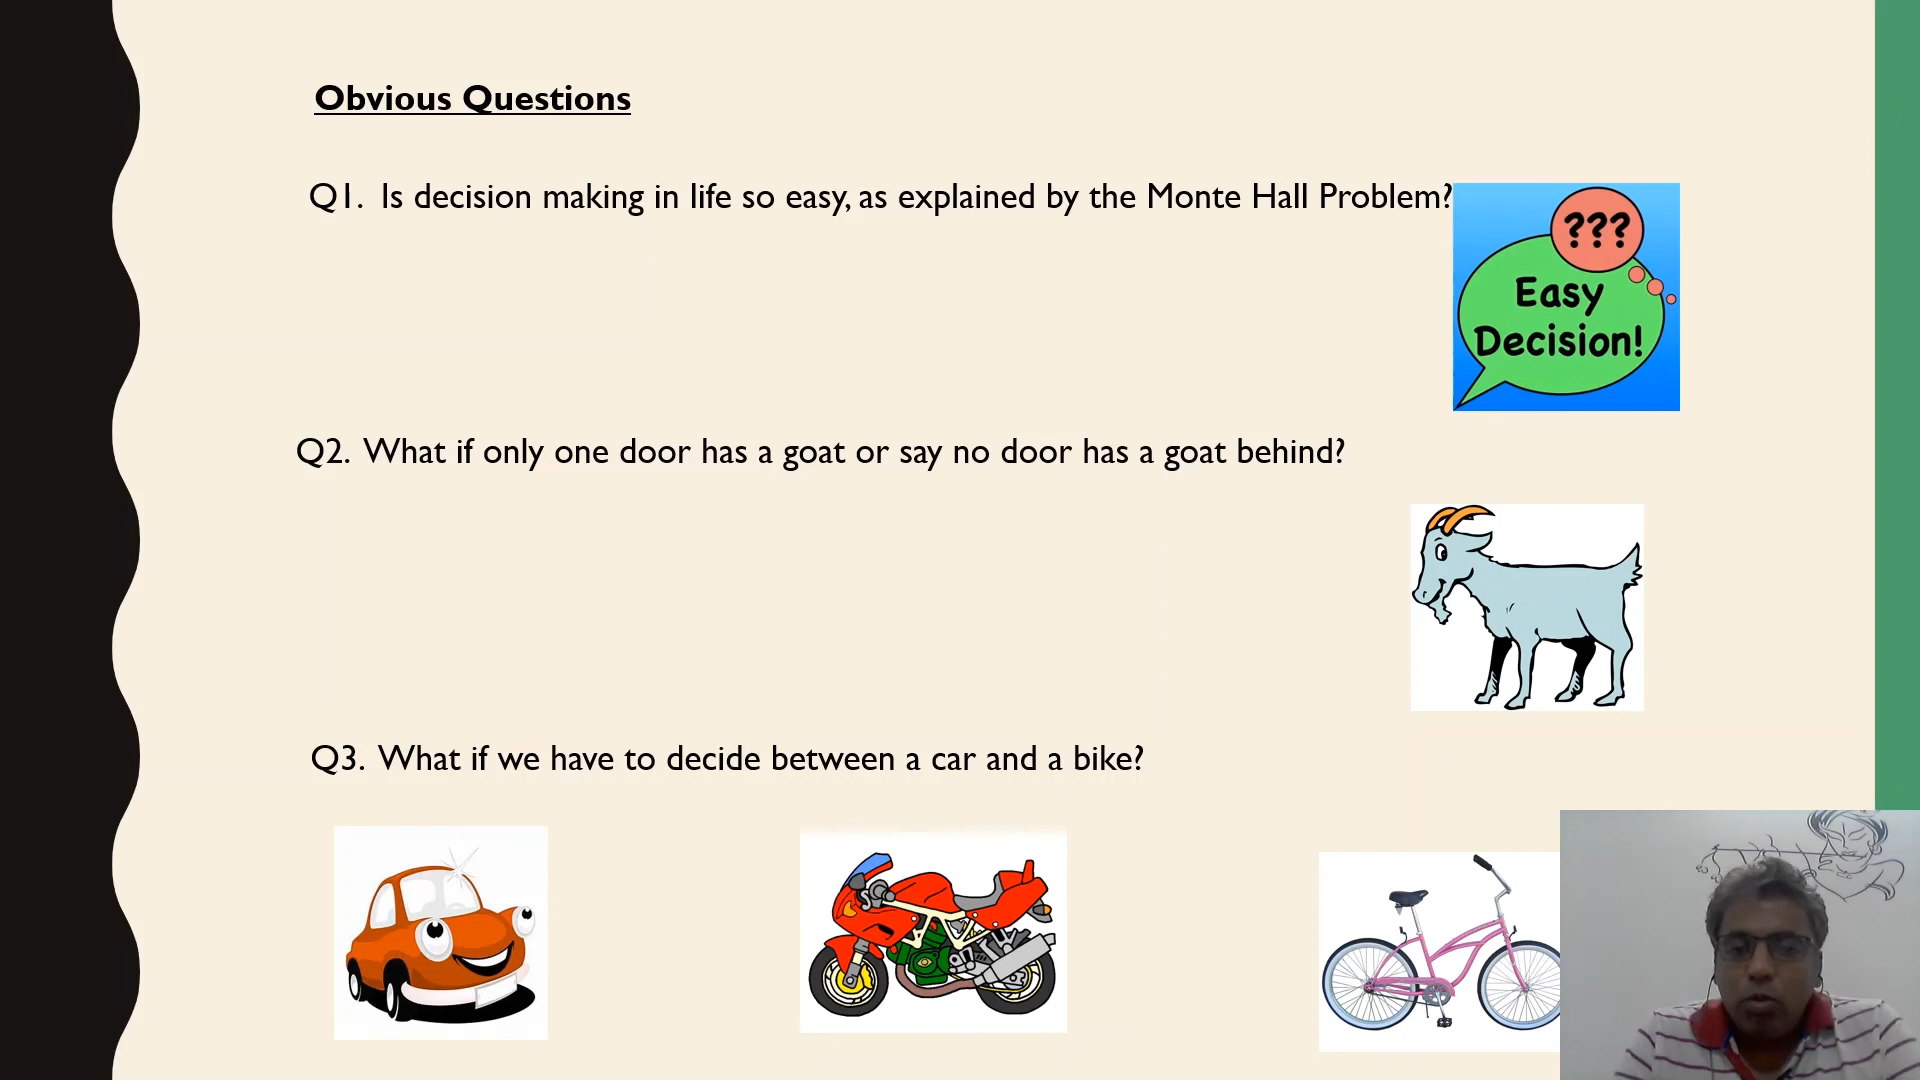 Obvious Questions
Q1. Is decision making in life so easy, as explained by the Monte Hall Problem?
???
Easy
Decision!
Q2. What if only one door has a goat or say no door has a goat behind?
Q3. What if we have to decide between a car and a bike?